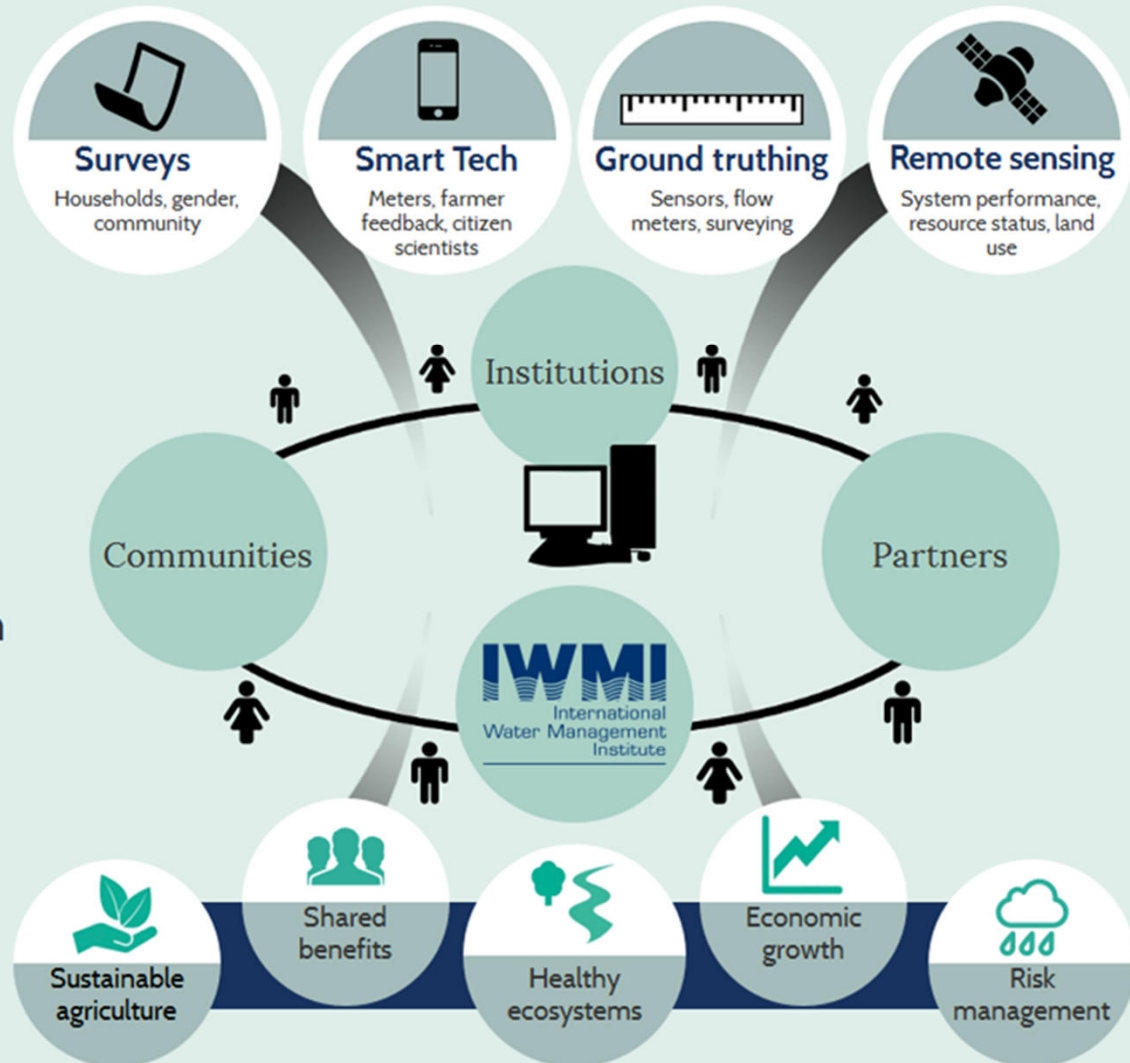 Surveys
Households, gender,
community
Smart Tech
Meters, farmer
feedback, citizen
scientists
Ground truthing
Sensors, flow
meters, surveying
Remote sensing
System performance,
resource status, land
use
Institutions
Communities
Partners
IWMI
International
Water Management
Institute
Sustainable
agriculture
Shared
benefits
Healthy
ecosystems
Economic
growth
Risk
management